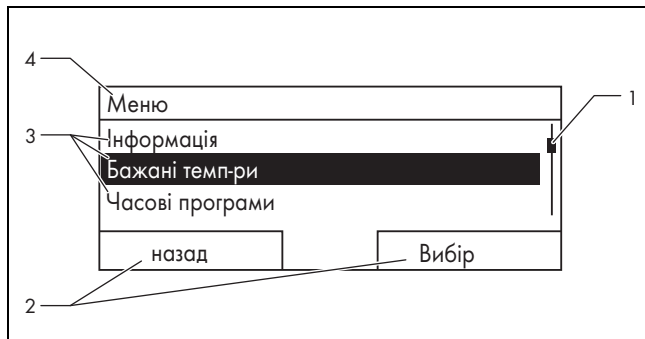 4
1
Меню
3
Інформація
Бажані темп-ри
Часові програми
назад Вибір
2